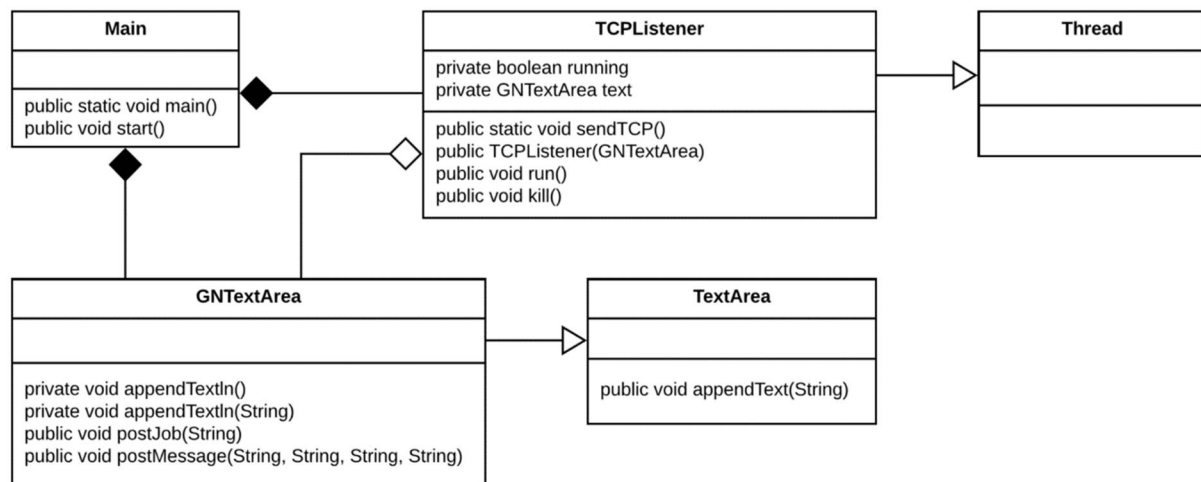 Main
public static void main()
public void start()
TCPListener
private boolean running
private GNTextArea text
public static void sendTCP()
public TCPListener(GNTextArea)
public void run()
public void kill()
Thread
GNTextArea
private void appendTextln()
private void appendTextln(String)
public void postJob(String)
public void postMessage(String, String, String, String)
TextArea
public void appendText(String)